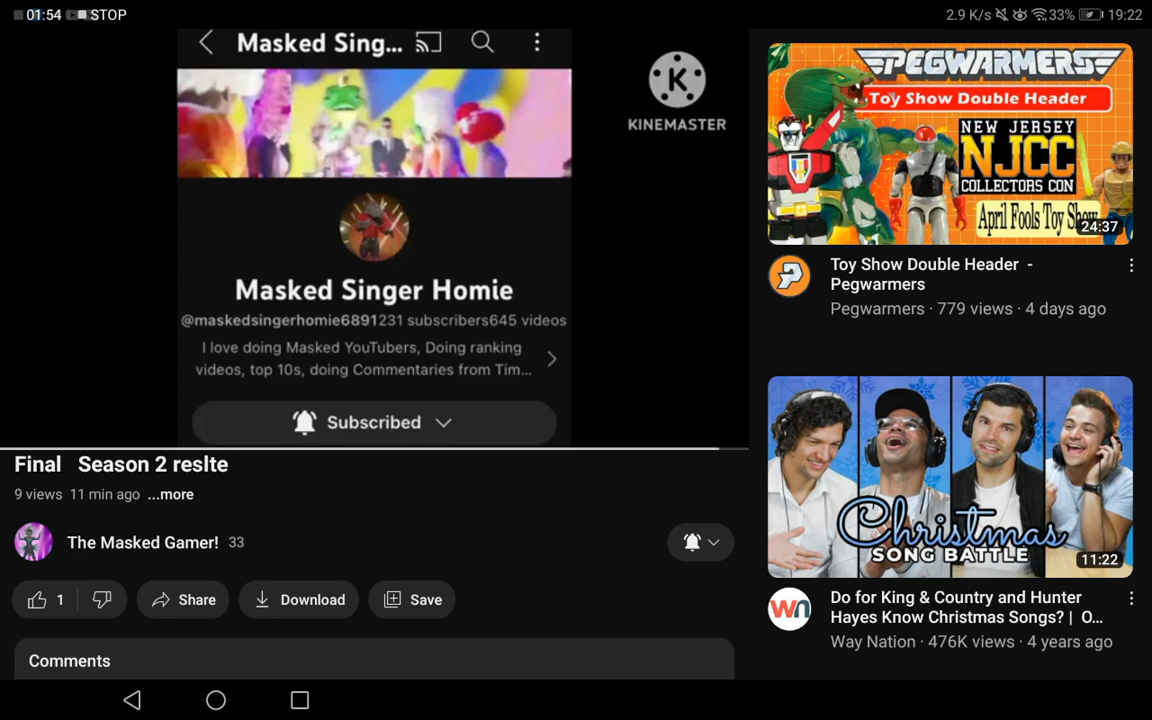 01:54 STOP
2.9 K/s 33% 19:22
Masked Sing...
K
KINEMASTER
Masked Singer Homie
@maskedsingerhomie6891231 subscribers645 videos
I love doing Masked YouTubers, Doing ranking
videos, top 10s, doing Commentaries from Tim...
Subscribed
Final Season 2 reslte
9 views 11 min ago ...more
The Masked Gamer! 33
1
Share
Download
Save
Comments
PEGWARMERS
Toy Show Double Header
NEW JERSEY
NJCC
COLLECTORS CON
April Fools Toy Show
24:37
Toy Show Double Header -
Pegwarmers
Pegwarmers · 779 views · 4 days ago
Christmas
SONG BATTLE
11:22
wn
Do for King & Country and Hunter
Hayes Know Christmas Songs? | O...
Way Nation · 476K views · 4 years ago